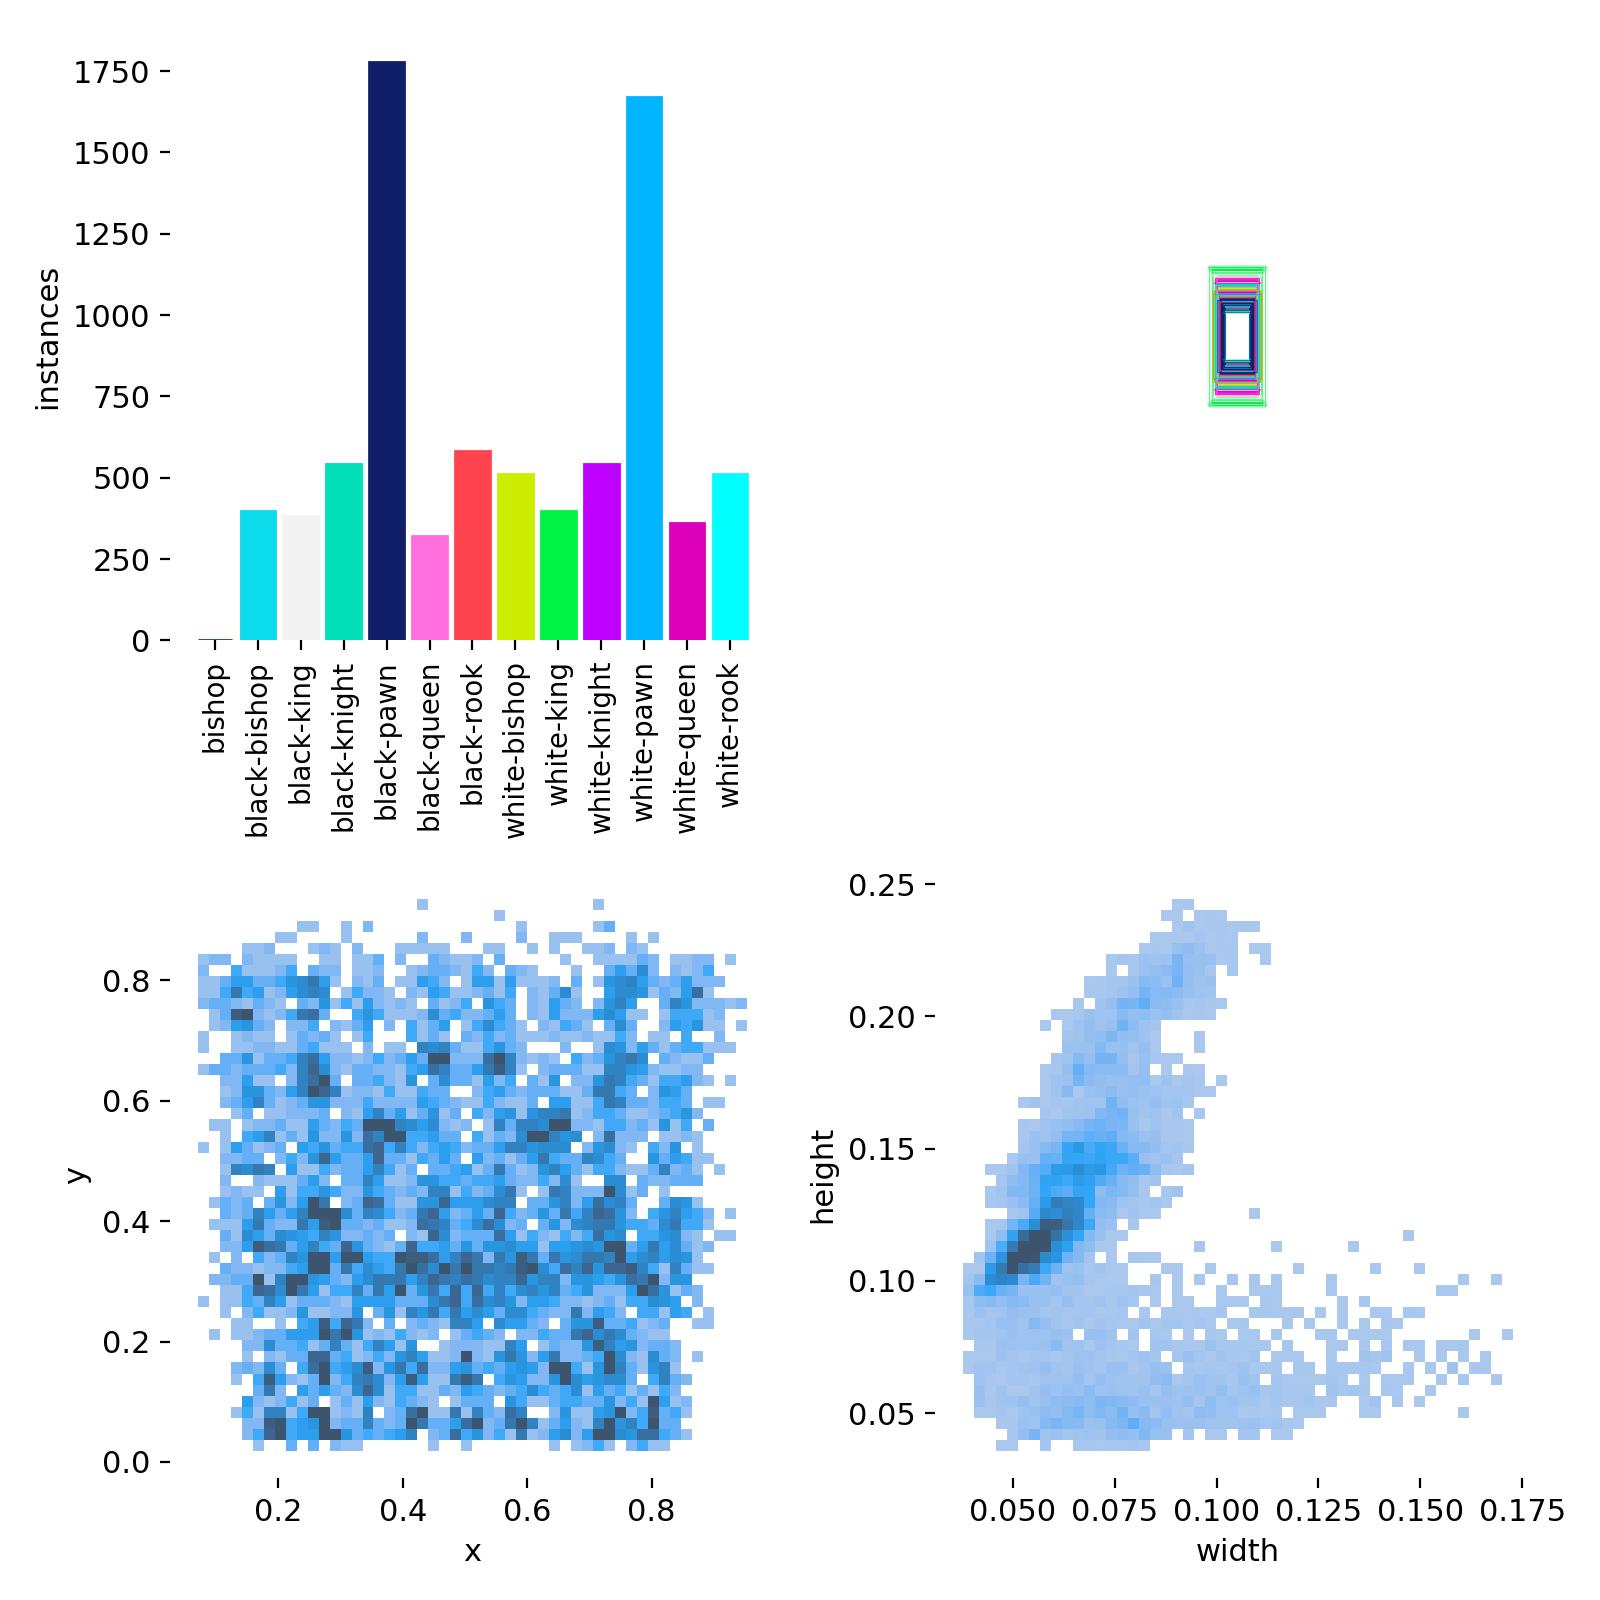 1750
1500
1250
1000
750
500
250
0
instances
bishop
black-bishop
black-king
black-knight
black-pawn
black-queen
black-rook
white-bishop
white-king
white-knight
white-pawn
white-queen
white-rook
0.8
0.6
0.4
0.2
0.0
y
0.2 0.4 0.6 0.8
x
0.25
0.20
0.15
0.10
0.05
height
0.050 0.075 0.100 0.125 0.150 0.175
width